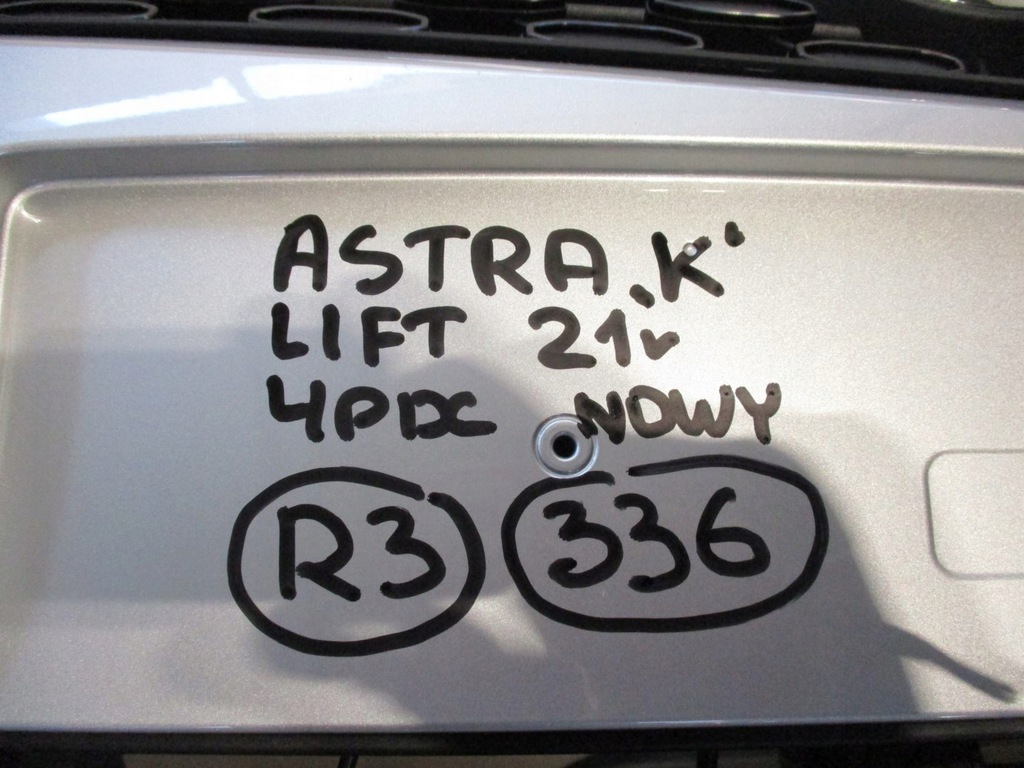 ASTRA „K"
LIFT 21r
4PDC NOWY
R3 336